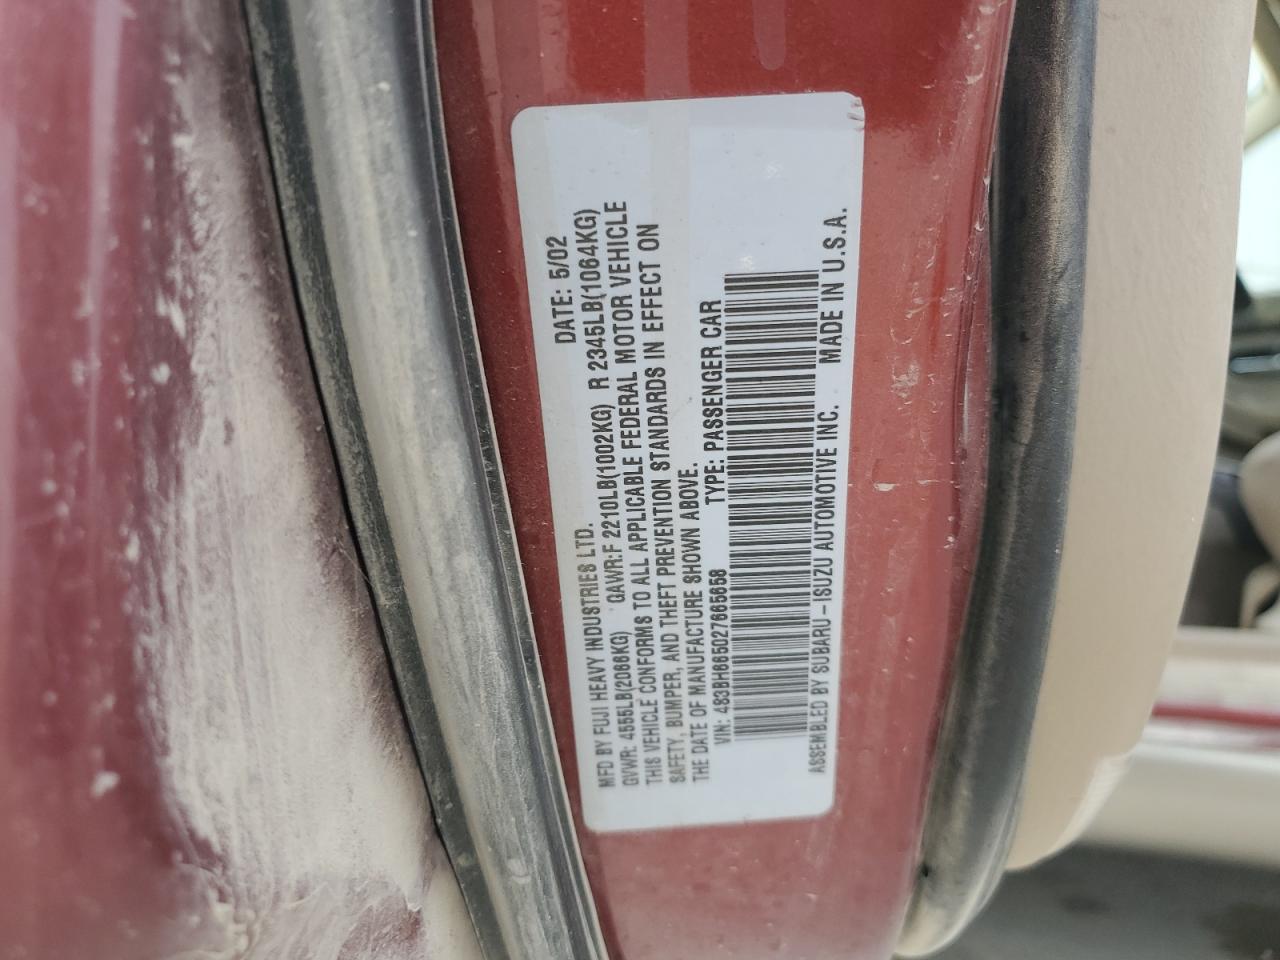 MFD BY FUJI HEAVY INDUSTRIES LTD. DATE: 5/02
GVWR: 4555LB(2066KG) GAWR:F 2210LB(1002KG) R 2345LB(1064KG)
THIS VEHICLE CONFORMS TO ALL APPLICABLE FEDERAL MOTOR VEHICLE
SAFETY, BUMPER, AND THEFT PREVENTION STANDARDS IN EFFECT ON
THE DATE OF MANUFACTURE SHOWN ABOVE.
VIN: 4S3BH665027665658 TYPE: PASSENGER CAR
ASSEMBLED BY SUBARU-ISUZU AUTOMOTIVE INC. MADE IN U.S.A.